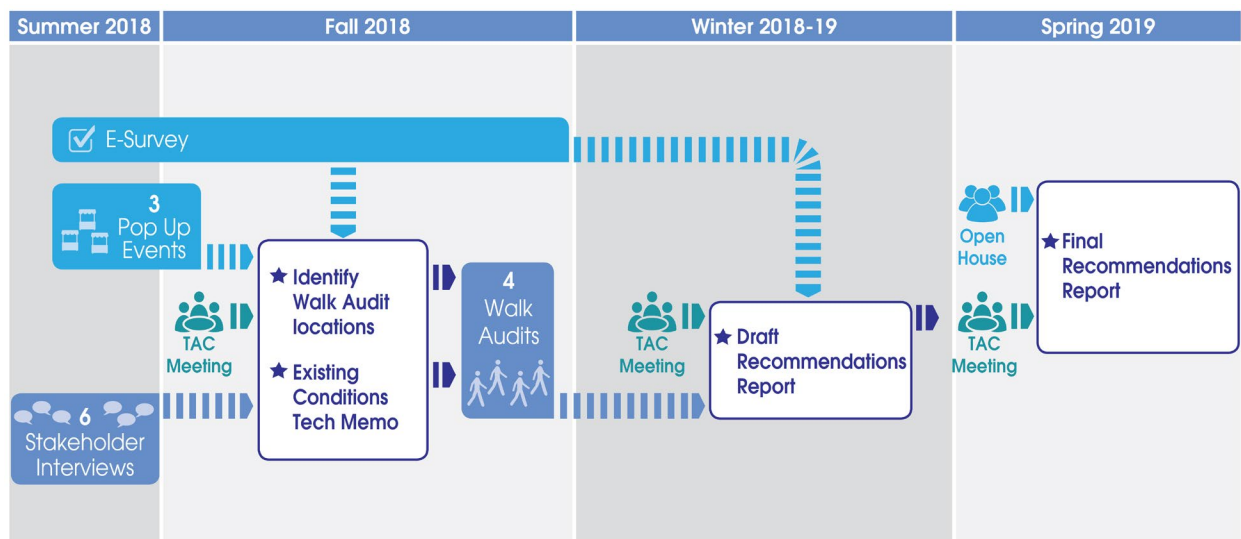 Summer 2018
Fall 2018
Winter 2018-19
Spring 2019
E-Survey
3
Pop Up
Events
TAC
Meeting
6
Stakeholder
Interviews
Identify
Walk Audit
locations
Existing
Conditions
Tech Memo
4
Walk
Audits
TAC
Meeting
Draft
Recommendations
Report
Open
House
TAC
Meeting
Final
Recommendations
Report